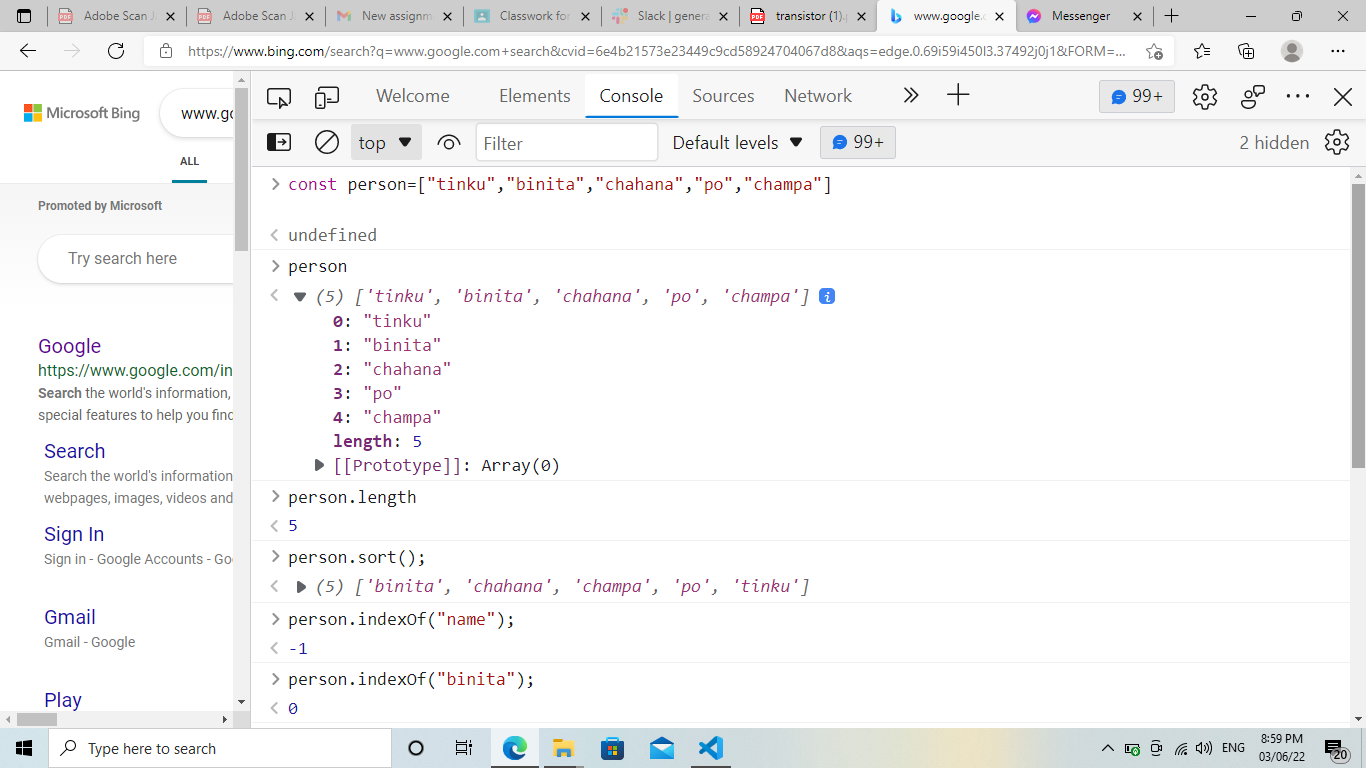 Adobe Scan J
Adobe Scan J
New assignm
Classwork for
Slack | genera
transistor (1).p
www.google.c
Messenger
https://www.bing.com/search?q=www.google.com+search&cvid=6e4b21573e23449c9cd58924704067d8&aqs=edge.0.69i59i450l3.37492j0j1&FORM=...
Microsoft Bing
www.go
ALL
Promoted by Microsoft
Try search here
Google
https://www.google.com/in
Search the world's information,
special features to help you find
Search
Search the world's information
webpages, images, videos and
Sign In
Sign in - Google Accounts - Goo
Gmail
Gmail - Google
Play
Welcome Elements Console Sources Network 99+
top Filter Default levels 99+ 2 hidden
const person=["tinku","binita","chahana","po","champa"]
undefined
person
(5) ['tinku', 'binita', 'chahana', 'po', 'champa'] i
0: "tinku"
1: "binita"
2: "chahana"
3: "po"
4: "champa"
length: 5
[[Prototype]]: Array(0)
person.length
5
person.sort();
(5) ['binita', 'chahana', 'champa', 'po', 'tinku']
person.indexOf("name");
-1
person.indexOf("binita");
0
Type here to search
ENG
8:59 PM
03/06/22
20